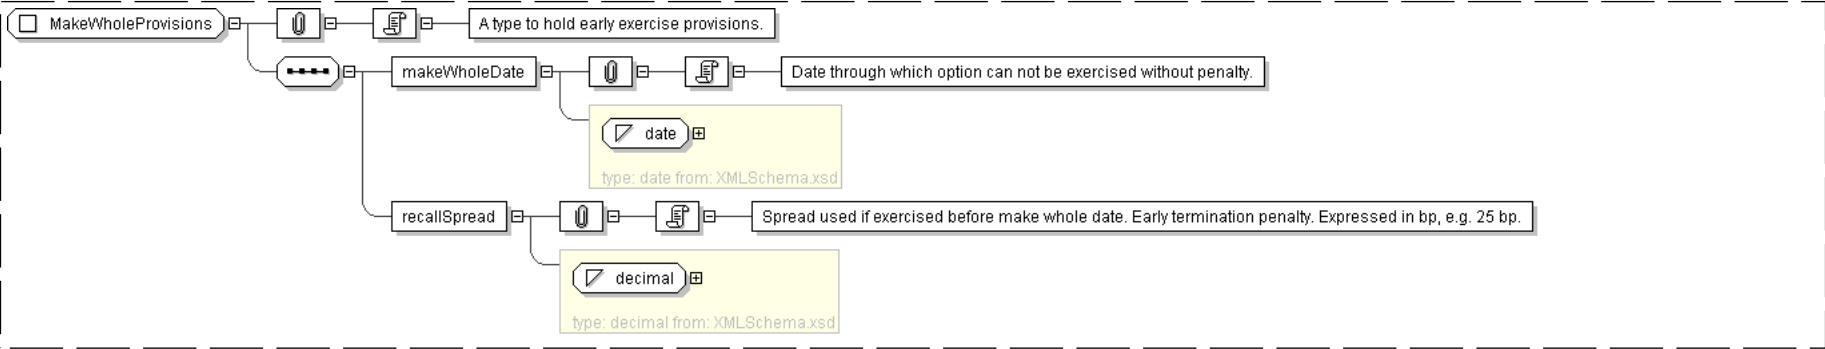 MakeWholeProvisions
A type to hold early exercise provisions.
makeWholeDate
Date through which option can not be exercised without penalty.
date
type: date from: XMLSchema.xsd
recallSpread
Spread used if exercised before make whole date. Early termination penalty. Expressed in bp, e.g. 25 bp.
decimal
type: decimal from: XMLSchema.xsd